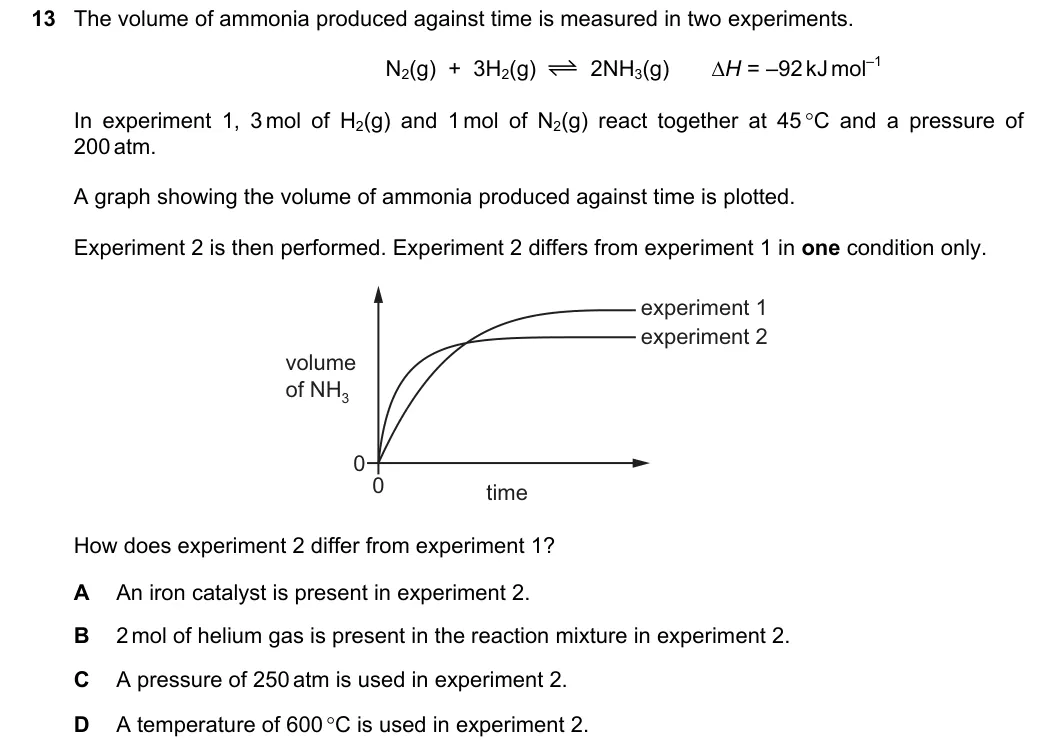 13 The volume of ammonia produced against time is measured in two experiments.
N₂(g) + 3H₂(g) ⇌ 2NH₃(g) ΔH = –92 kJ mol⁻¹
In experiment 1, 3 mol of H₂(g) and 1 mol of N₂(g) react together at 45 °C and a pressure of
200 atm.
A graph showing the volume of ammonia produced against time is plotted.
Experiment 2 is then performed. Experiment 2 differs from experiment 1 in one condition only.
experiment 1
experiment 2
volume
of NH₃
0
0
time
How does experiment 2 differ from experiment 1?
A An iron catalyst is present in experiment 2.
B 2 mol of helium gas is present in the reaction mixture in experiment 2.
C A pressure of 250 atm is used in experiment 2.
D A temperature of 600 °C is used in experiment 2.